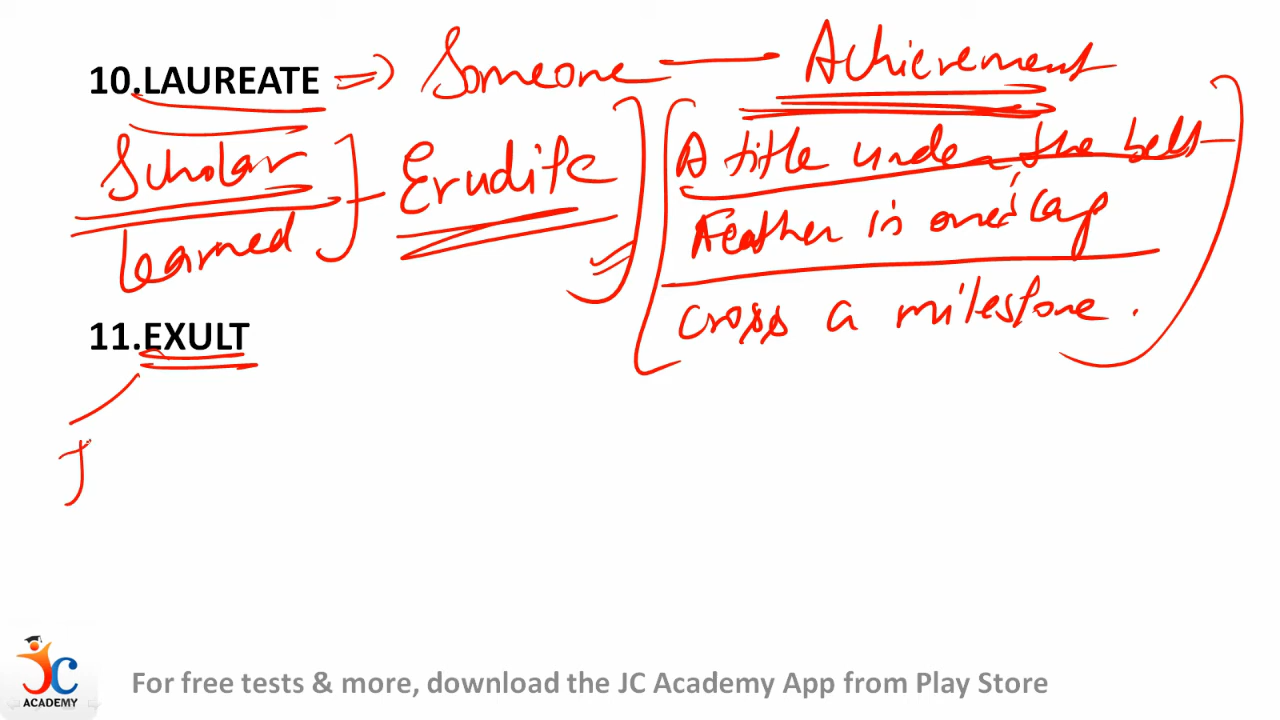 10.LAUREATE => Someone — Achievement
Scholar
learned
Erudite
A title under the belt
Feather in one's cap
cross a milestone.
11.EXULT
J
JC
ACADEMY
For free tests & more, download the JC Academy App from Play Store